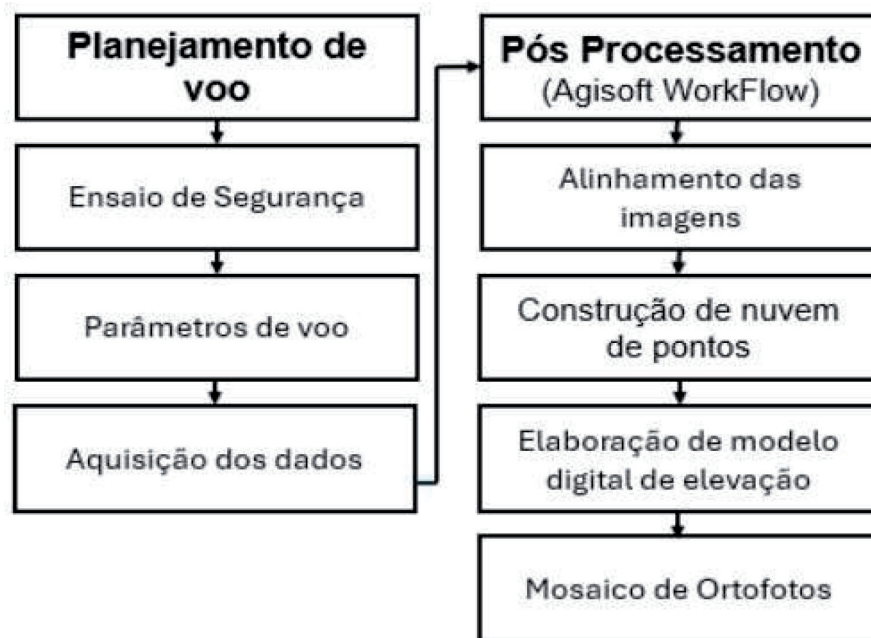 Planejamento de
voo
Ensaio de Segurança
Parâmetros de voo
Aquisição dos dados
Pós Processamento
(Agisoft WorkFlow)
Alinhamento das
imagens
Construção de nuvem
de pontos
Elaboração de modelo
digital de elevação
Mosaico de Ortofotos